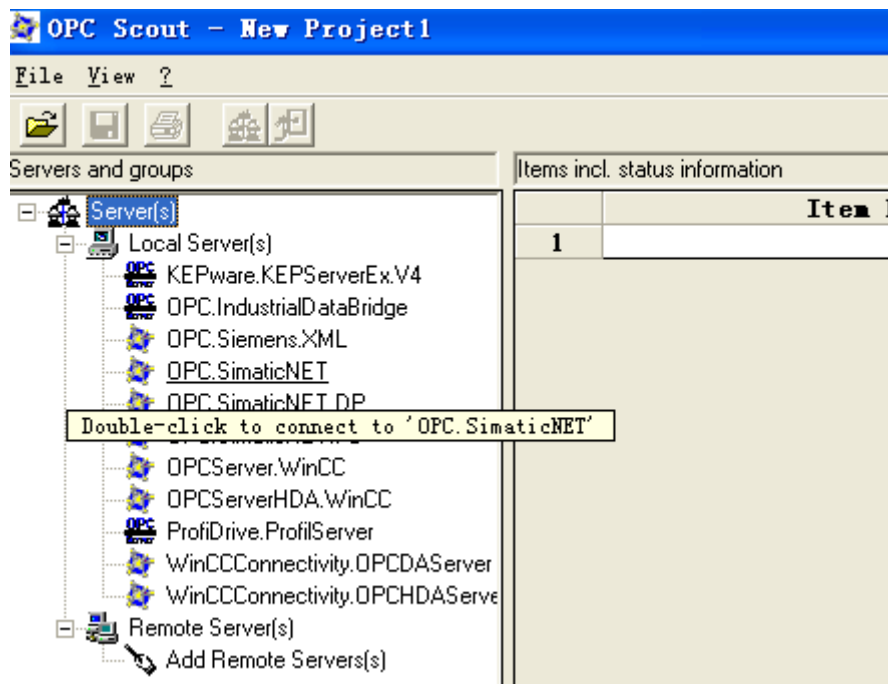 OPC Scout - New Project1
File View ?
Servers and groups
Items incl. status information
Server(s)
Item
Local Server(s)
1
KEPware.KEPServerEx.V4
OPC.IndustrialDataBridge
OPC.Siemens.XML
OPC.SimaticNET
OPC.SimaticNET.DP
Double-click to connect to 'OPC.SimaticNET'
OPCServer.WinCC
OPCServerHDA.WinCC
ProfiDrive.ProfilServer
WinCCConnectivity.OPCDAServer
WinCCConnectivity.OPCHDAServe
Remote Server(s)
Add Remote Servers(s)